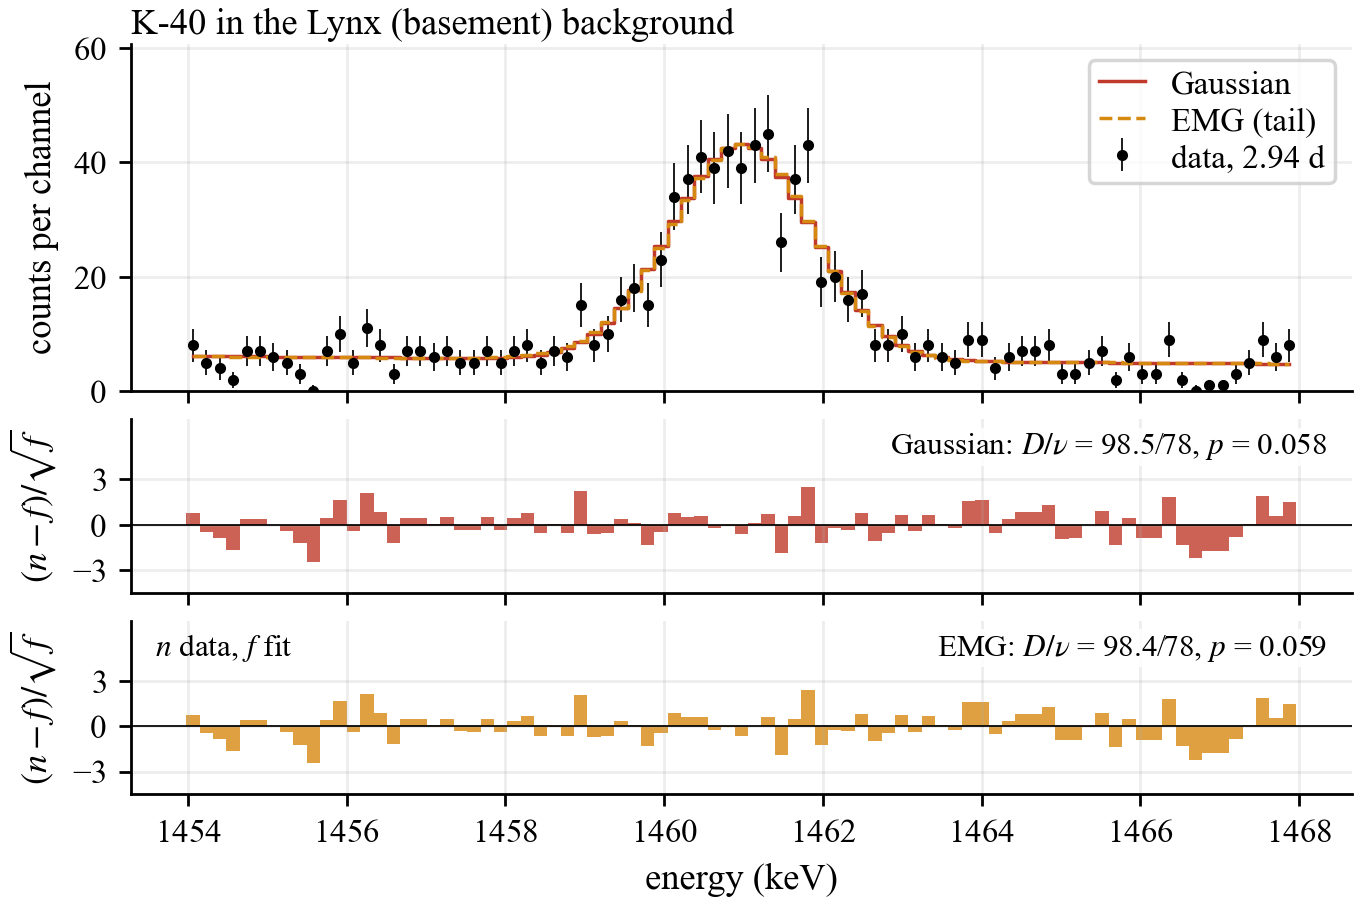 K-40 in the Lynx (basement) background
counts per channel
60
40
20
0
Gaussian
EMG (tail)
data, 2.94 d
(n − f)/√f
3
0
−3
Gaussian: D/ν = 98.5/78, p = 0.058
(n − f)/√f
3
0
−3
n data, f fit
EMG: D/ν = 98.4/78, p = 0.059
1454 1456 1458 1460 1462 1464 1466 1468
energy (keV)